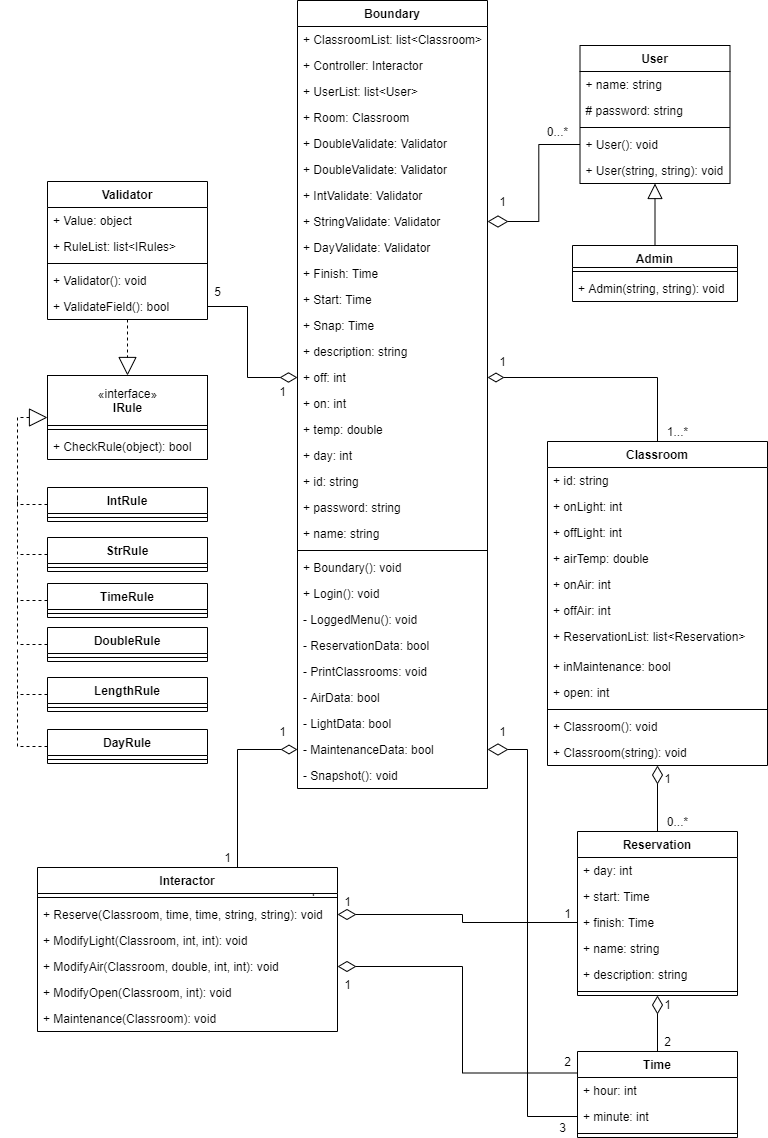 Boundary
+ ClassroomList: list<Classroom>
+ Controller: Interactor
+ UserList: list<User>
+ Room: Classroom
+ DoubleValidate: Validator
+ DoubleValidate: Validator
+ IntValidate: Validator
+ StringValidate: Validator
+ DayValidate: Validator
+ Finish: Time
+ Start: Time
+ Snap: Time
+ description: string
+ off: int
+ on: int
+ temp: double
+ day: int
+ id: string
+ password: string
+ name: string
+ Boundary(): void
+ Login(): void
- LoggedMenu(): void
- ReservationData: bool
- PrintClassrooms: void
- AirData: bool
- LightData: bool
- MaintenanceData: bool
- Snapshot(): void
User
+ name: string
# password: string
+ User(): void
+ User(string, string): void
0...*
1
Admin
+ Admin(string, string): void
Validator
+ Value: object
+ RuleList: list<IRules>
+ Validator(): void
+ ValidateField(): bool
5
1
«interface»
IRule
+ CheckRule(object): bool
IntRule
StrRule
TimeRule
DoubleRule
LengthRule
DayRule
1
1...*
Classroom
+ id: string
+ onLight: int
+ offLight: int
+ airTemp: double
+ onAir: int
+ offAir: int
+ ReservationList: list<Reservation>
+ inMaintenance: bool
+ open: int
+ Classroom(): void
+ Classroom(string): void
1
0...*
1
1
1
Interactor
+ Reserve(Classroom, time, time, string, string): void
+ ModifyLight(Classroom, int, int): void
+ ModifyAir(Classroom, double, int, int): void
+ ModifyOpen(Classroom, int): void
+ Maintenance(Classroom): void
1
1
1
Reservation
+ day: int
+ start: Time
+ finish: Time
+ name: string
+ description: string
1
2
2
3
Time
+ hour: int
+ minute: int